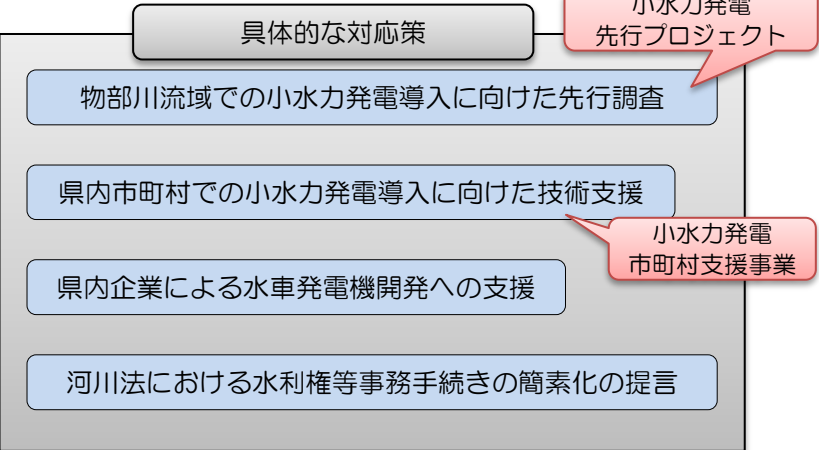 小水力発電
先行プロジェクト
具体的な対応策
物部川流域での小水力発電導入に向けた先行調査
県内市町村での小水力発電導入に向けた技術支援
小水力発電
市町村支援事業
県内企業による水車発電機開発への支援
河川法における水利権等事務手続きの簡素化の提言